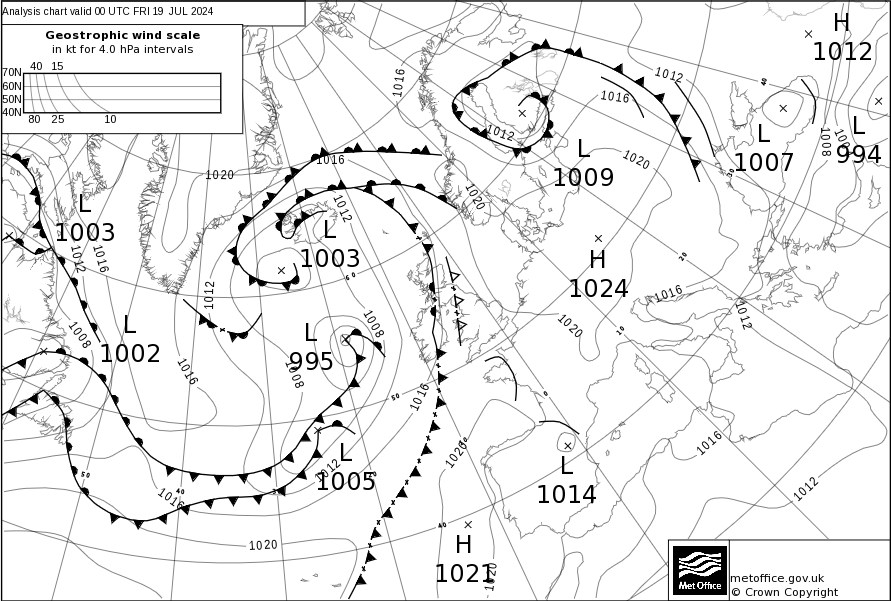 Analysis chart valid 00 UTC FRI 19 JUL 2024
Geostrophic wind scale
in kt for 4.0 hPa intervals
40 15
70N
60N
50N
40N
80 25 10
H
1012
1016
1012
1016
L
994
1008
L
1007
40
1012
L
1009
1020
1016
1020
1020
L
1003
1012
L
1003
1012
1016
60
H
1024
20
1016
1012
1012
1008
L
1002
1016
L
995
1008
1008
1020
10
1016
50
0
1020
1016
L
1014
L
1005
1012
50
40
1016
1012
1020
40
H
1021
1020
Met Office
metoffice.gov.uk
© Crown Copyright